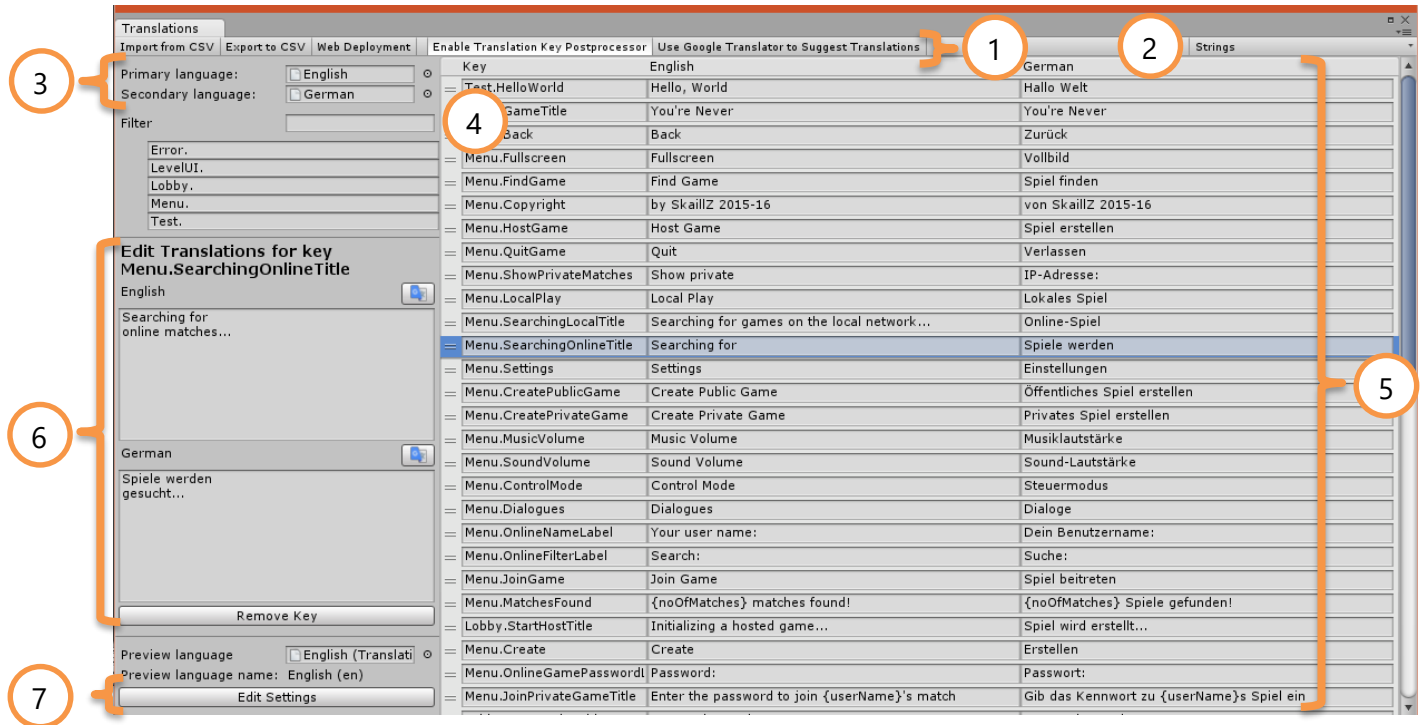 Translations
Import from CSV Export to CSV Web Deployment Enable Translation Key Postprocessor Use Google Translator to Suggest Translations 1 2 Strings
3
Primary language: English
Secondary language: German
Filter 4
Error.
LevelUI.
Lobby.
Menu.
Test.
6
Edit Translations for key
Menu.SearchingOnlineTitle
English
Searching for
online matches...
German
Spiele werden
gesucht...
Remove Key
Preview language English (Translati
Preview language name: English (en)
7
Edit Settings
Key English German
Test.HelloWorld Hello, World Hallo Welt
GameTitle You're Never You're Never
Back Back Zurück
Menu.Fullscreen Fullscreen Vollbild
Menu.FindGame Find Game Spiel finden
Menu.Copyright by SkaillZ 2015-16 von SkaillZ 2015-16
Menu.HostGame Host Game Spiel erstellen
Menu.QuitGame Quit Verlassen
Menu.ShowPrivateMatches Show private IP-Adresse:
Menu.LocalPlay Local Play Lokales Spiel
Menu.SearchingLocalTitle Searching for games on the local network... Online-Spiel
Menu.SearchingOnlineTitle Searching for Spiele werden
Menu.Settings Settings Einstellungen
Menu.CreatePublicGame Create Public Game Öffentliches Spiel erstellen
5
Menu.CreatePrivateGame Create Private Game Privates Spiel erstellen
Menu.MusicVolume Music Volume Musiklautstärke
Menu.SoundVolume Sound Volume Sound-Lautstärke
Menu.ControlMode Control Mode Steuermodus
Menu.Dialogues Dialogues Dialoge
Menu.OnlineNameLabel Your user name: Dein Benutzername:
Menu.OnlineFilterLabel Search: Suche:
Menu.JoinGame Join Game Spiel beitreten
Menu.MatchesFound {noOfMatches} matches found! {noOfMatches} Spiele gefunden!
Lobby.StartHostTitle Initializing a hosted game... Spiel wird erstellt...
Menu.Create Create Erstellen
Menu.OnlineGamePasswordL Password: Passwort:
Menu.JoinPrivateGameTitle Enter the password to join {userName}'s match Gib das Kennwort zu {userName}s Spiel ein